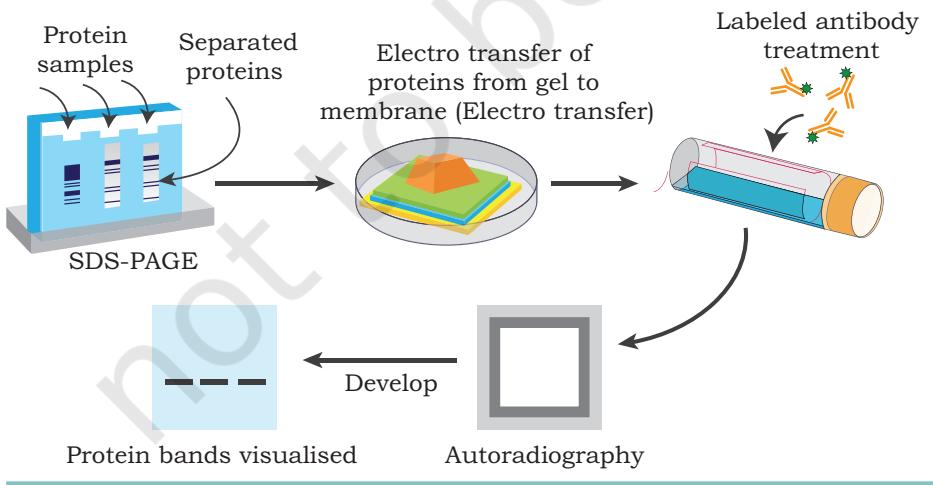 Protein
samples
Separated
proteins
Electro transfer of
proteins from gel to
membrane (Electro transfer)
Labeled antibody
treatment
SDS-PAGE
Develop
Protein bands visualised
Autoradiography
not to b